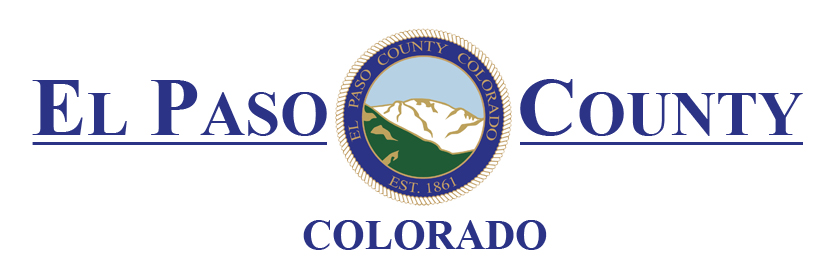 EL PASO COUNTY
EL PASO COUNTY COLORADO
EST. 1861
COLORADO